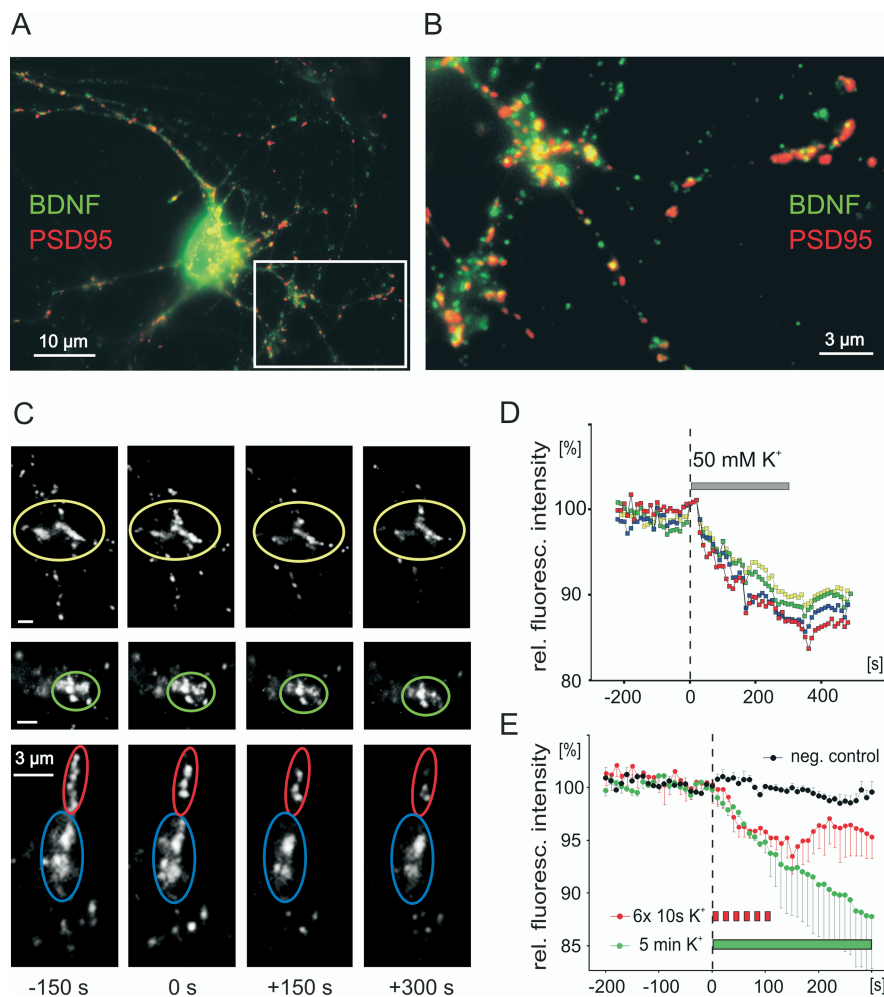 A
BDNF
PSD95
10 µm
B
BDNF
PSD95
3 µm
C
3 µm
-150 s
0 s
+150 s
+300 s
D
[%]
rel. fluoresc. intensity
50 mM K⁺
100
90
80
-200
0
200
400
[s]
E
[%]
rel. fluoresc. intensity
neg. control
100
95
90
85
6x 10s K⁺
5 min K⁺
-200
-100
0
100
200
[s]